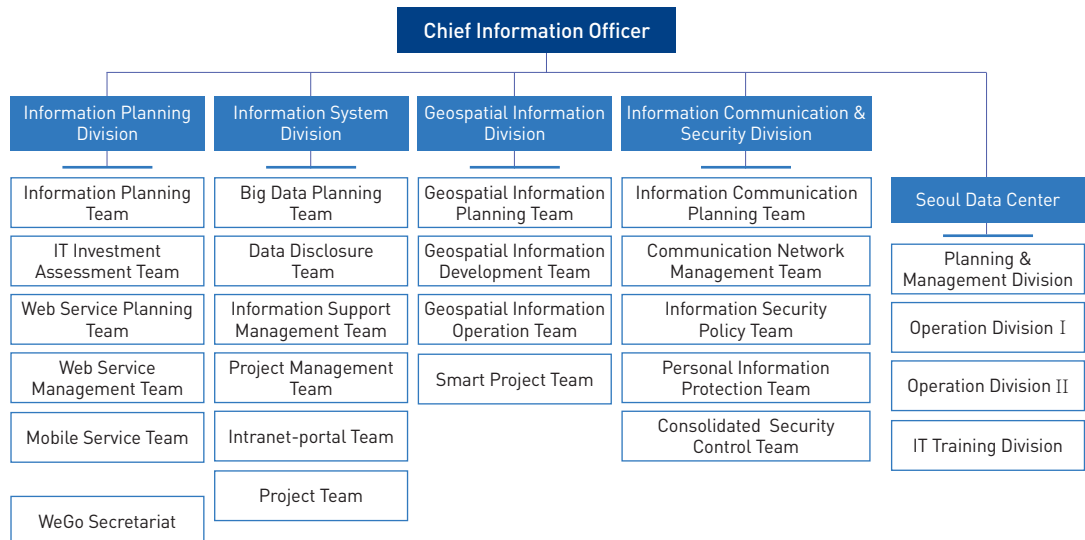 Chief Information Officer
Information Planning
Division
Information Planning
Team
IT Investment
Assessment Team
Web Service Planning
Team
Web Service
Management Team
Mobile Service Team
WeGo Secretariat
Information System
Division
Big Data Planning
Team
Data Disclosure
Team
Information Support
Management Team
Project Management
Team
Intranet-portal Team
Project Team
Geospatial Information
Division
Geospatial Information
Planning Team
Geospatial Information
Development Team
Geospatial Information
Operation Team
Smart Project Team
Information Communication &
Security Division
Information Communication
Planning Team
Communication Network
Management Team
Information Security
Policy Team
Personal Information
Protection Team
Consolidated Security
Control Team
Seoul Data Center
Planning &
Management Division
Operation Division Ⅰ
Operation Division Ⅱ
IT Training Division